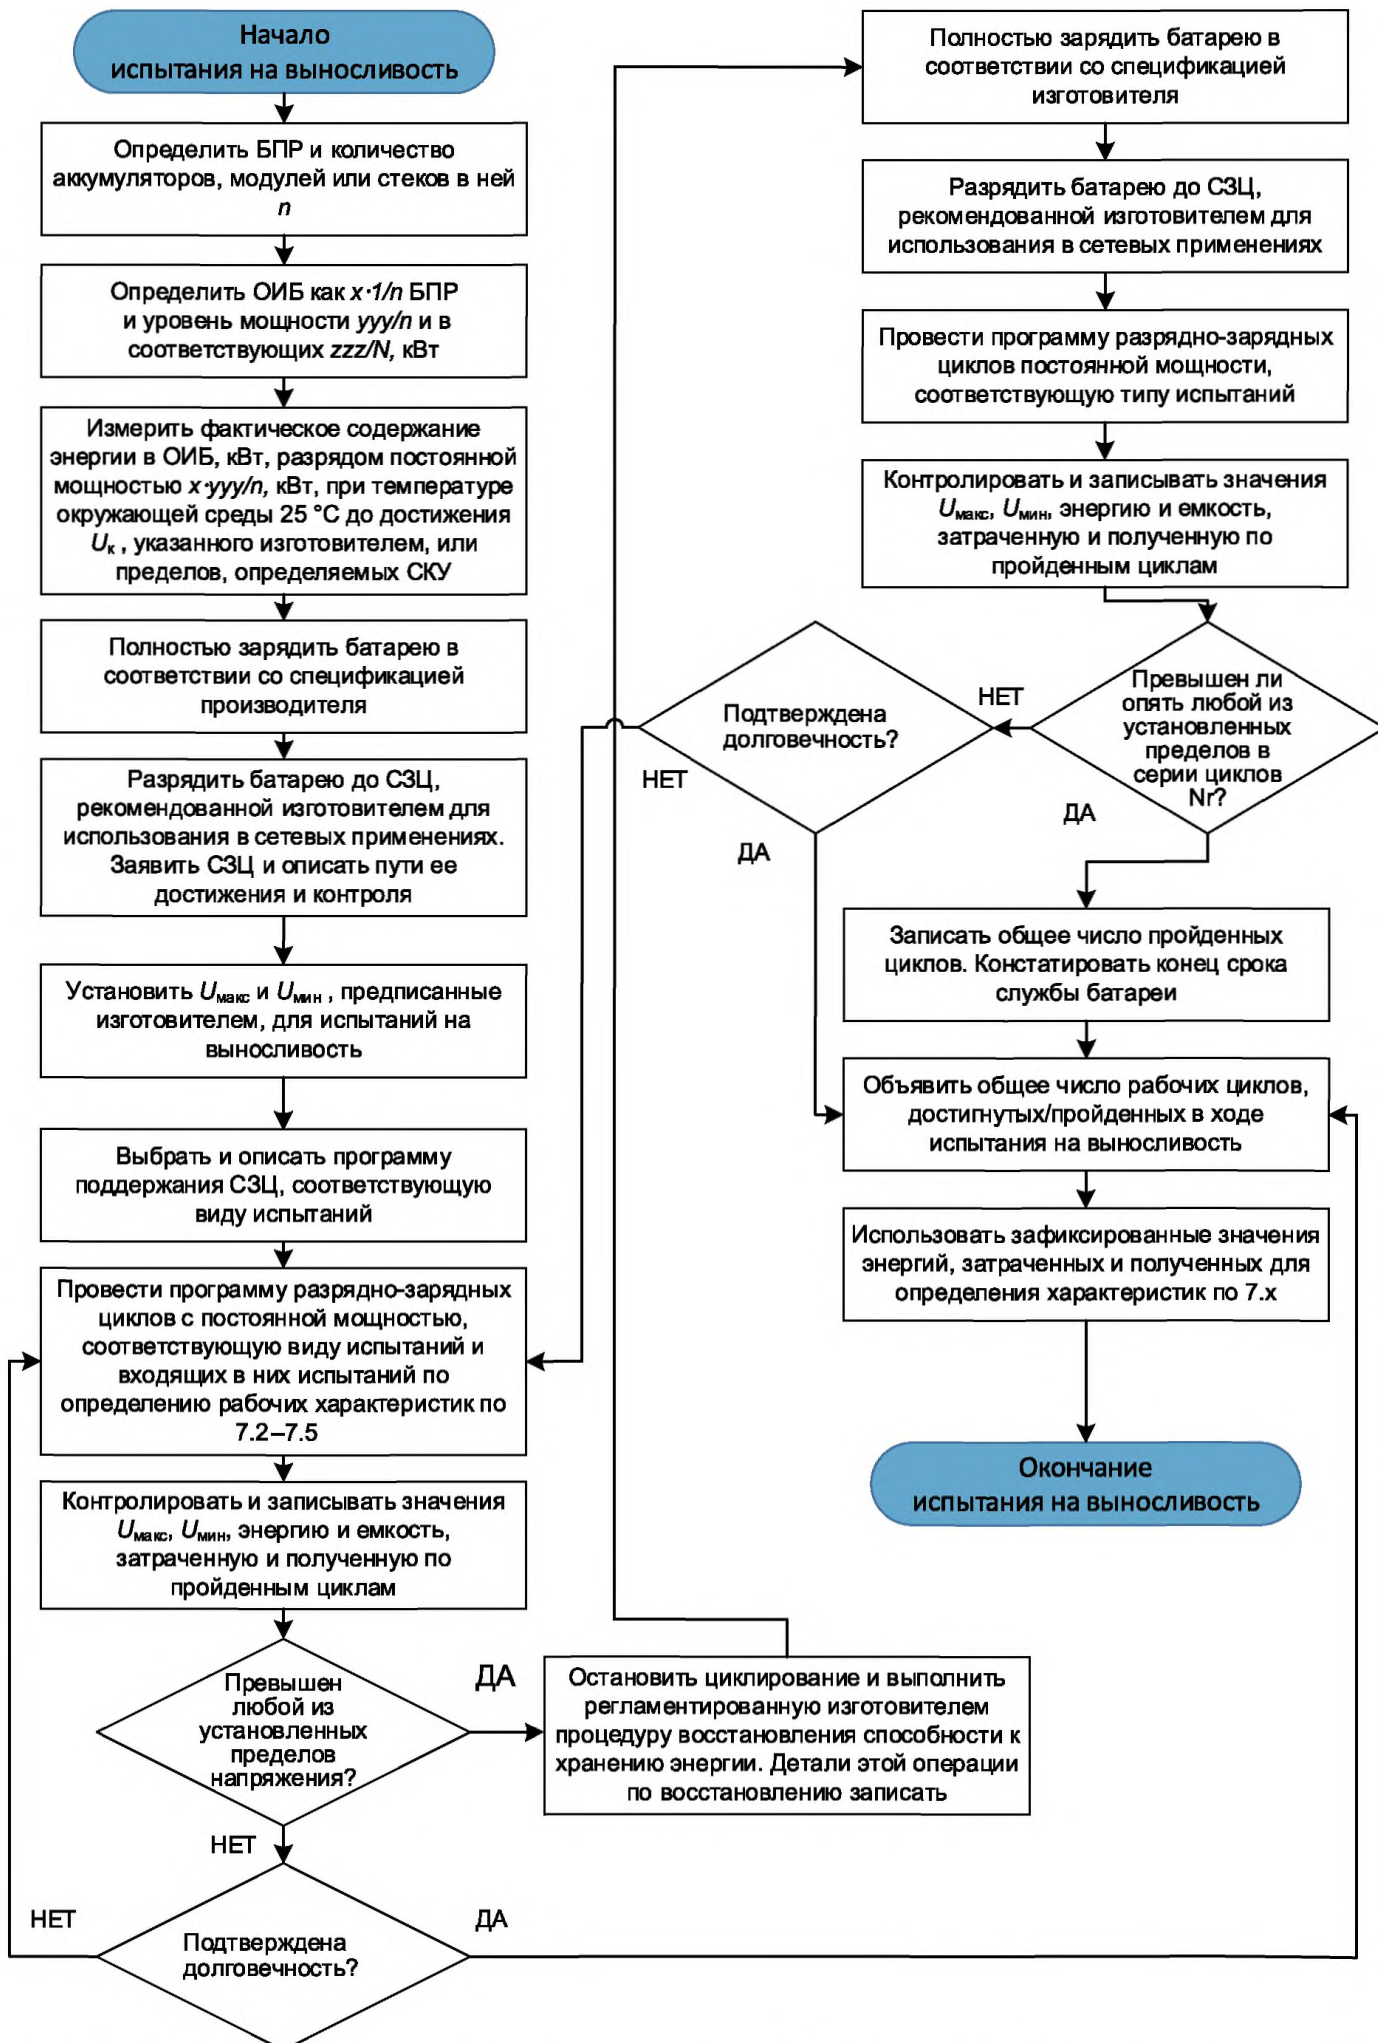 Начало
испытания на выносливость
Определить БПР и количество
аккумуляторов, модулей или стеков в ней
n
Определить ОИБ как x·1/n БПР
и уровень мощности yyy/n и в
соответствующих zzz/N, кВт
Измерить фактическое содержание
энергии в ОИБ, кВт, разрядом постоянной
мощностью x·yyy/n, кВт, при температуре
окружающей среды 25 °С до достижения
Uк , указанного изготовителем, или
пределов, определяемых СКУ
Полностью зарядить батарею в
соответствии со спецификацией
производителя
Разрядить батарею до СЗЦ,
рекомендованной изготовителем для
использования в сетевых применениях.
Заявить СЗЦ и описать пути ее
достижения и контроля
Установить Uмакс и Uмин , предписанные
изготовителем, для испытаний на
выносливость
Выбрать и описать программу
поддержания СЗЦ, соответствующую
виду испытаний
Провести программу разрядно-зарядных
циклов с постоянной мощностью,
соответствующую виду испытаний и
входящих в них испытаний по
определению рабочих характеристик по
7.2–7.5
Контролировать и записывать значения
Uмакс, Uмин, энергию и емкость,
затраченную и полученную по
пройденным циклам
Превышен
любой из
установленных
пределов
напряжения?
ДА
НЕТ
Остановить циклирование и выполнить
регламентированную изготовителем
процедуру восстановления способности к
хранению энергии. Детали этой операции
по восстановлению записать
НЕТ
Подтверждена
долговечность?
ДА
Полностью зарядить батарею в
соответствии со спецификацией
изготовителя
Разрядить батарею до СЗЦ,
рекомендованной изготовителем для
использования в сетевых применениях
Провести программу разрядно-зарядных
циклов постоянной мощности,
соответствующую типу испытаний
Контролировать и записывать значения
Uмакс, Uмин, энергию и емкость,
затраченную и полученную по
пройденным циклам
Превышен ли
опять любой из
установленных
пределов в
серии циклов
Nr?
НЕТ
ДА
Подтверждена
долговечность?
НЕТ
ДА
Записать общее число пройденных
циклов. Констатировать конец срока
службы батареи
Объявить общее число рабочих циклов,
достигнутых/пройденных в ходе
испытания на выносливость
Использовать зафиксированные значения
энергий, затраченных и полученных для
определения характеристик по 7.x
Окончание
испытания на выносливость